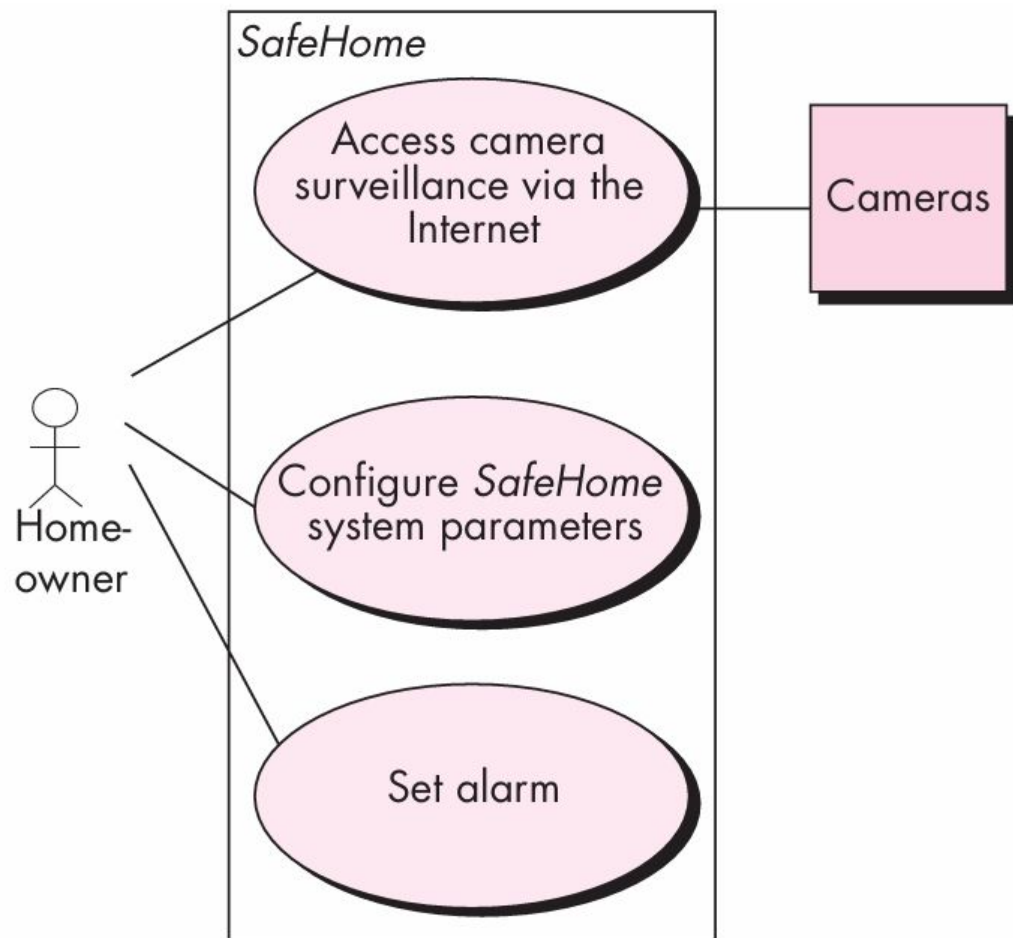 SafeHome
Access camera
surveillance via the
Internet
Cameras
Home-
owner
Configure SafeHome
system parameters
Set alarm